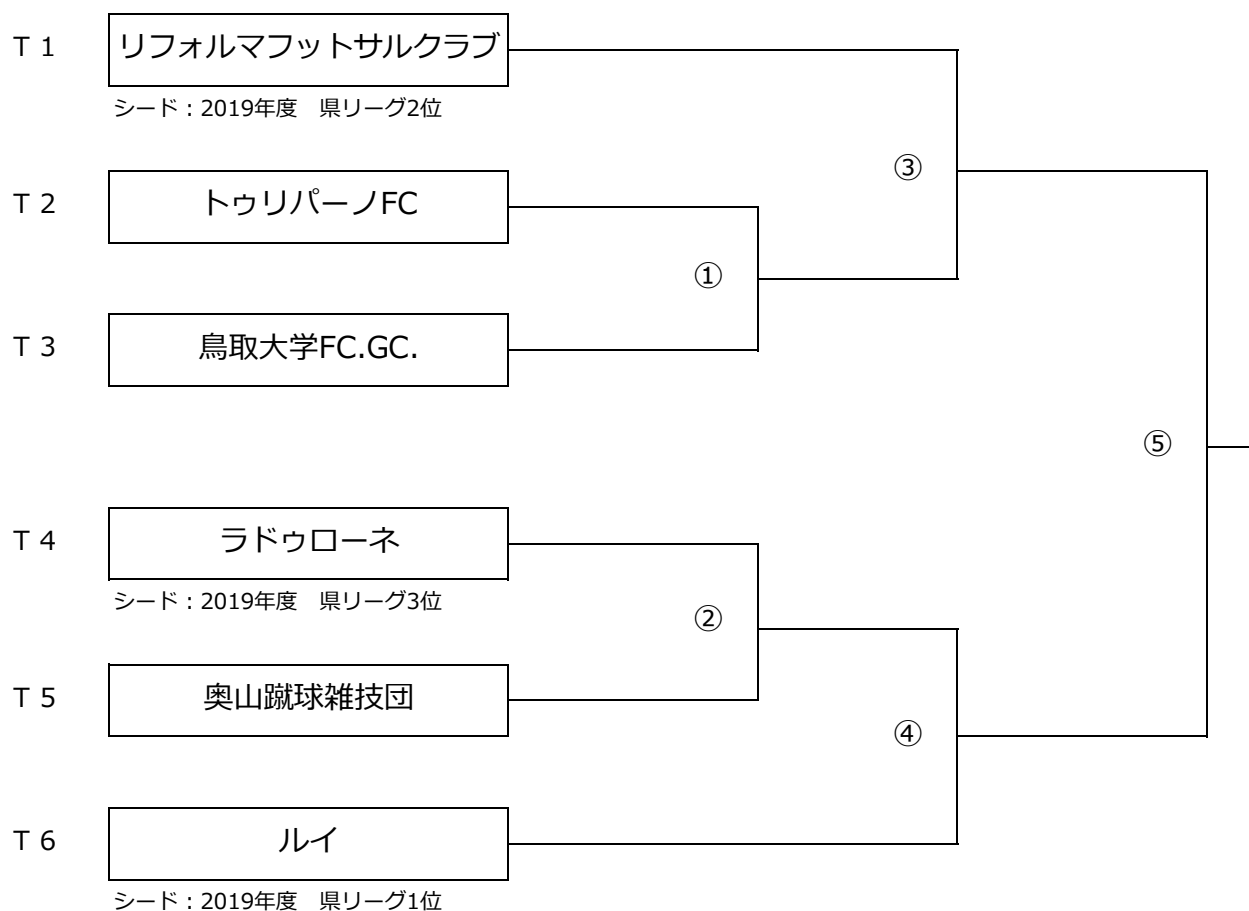 T 1 リフォルマフットサルクラブ
シード：2019年度　県リーグ2位
③
T 2 トゥリパーノFC
①
T 3 鳥取大学FC.GC.
⑤
T 4 ラドゥローネ
シード：2019年度　県リーグ3位
②
T 5 奥山蹴球雑技団
④
T 6 ルイ
シード：2019年度　県リーグ1位